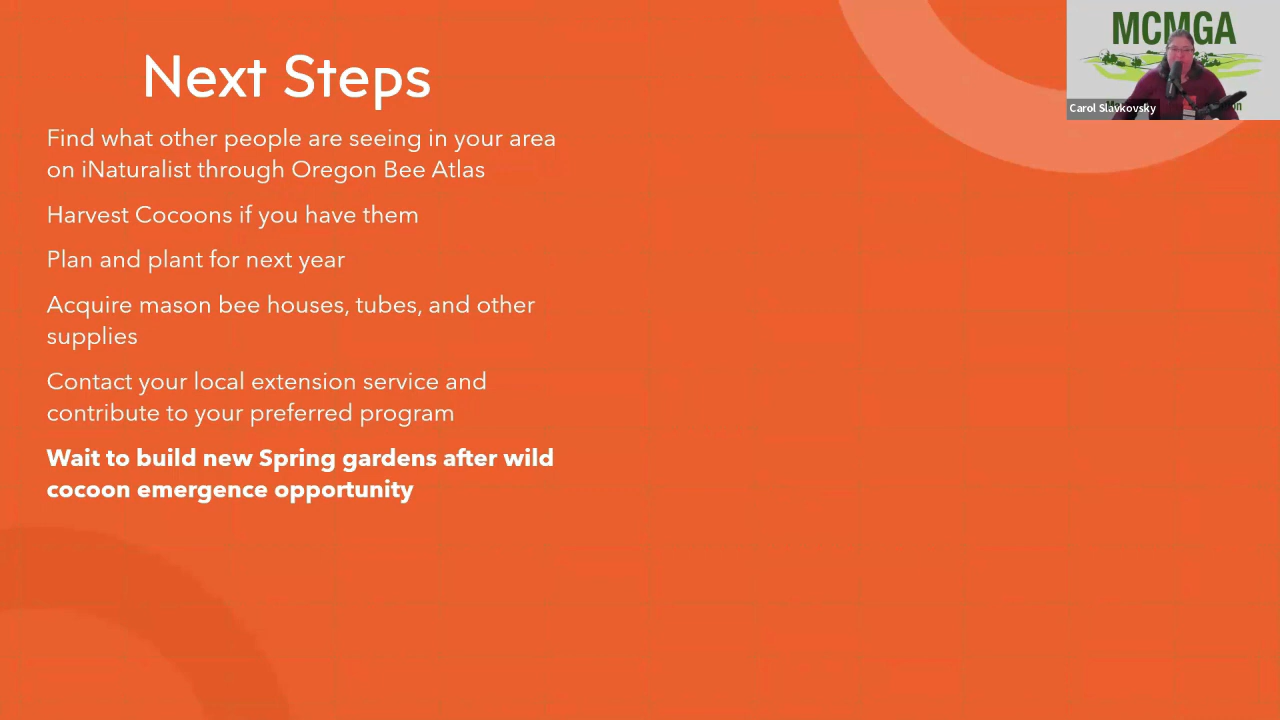 MCMGA
Carol Slavkovsky
Next Steps
Find what other people are seeing in your area
on iNaturalist through Oregon Bee Atlas
Harvest Cocoons if you have them
Plan and plant for next year
Acquire mason bee houses, tubes, and other
supplies
Contact your local extension service and
contribute to your preferred program
Wait to build new Spring gardens after wild
cocoon emergence opportunity